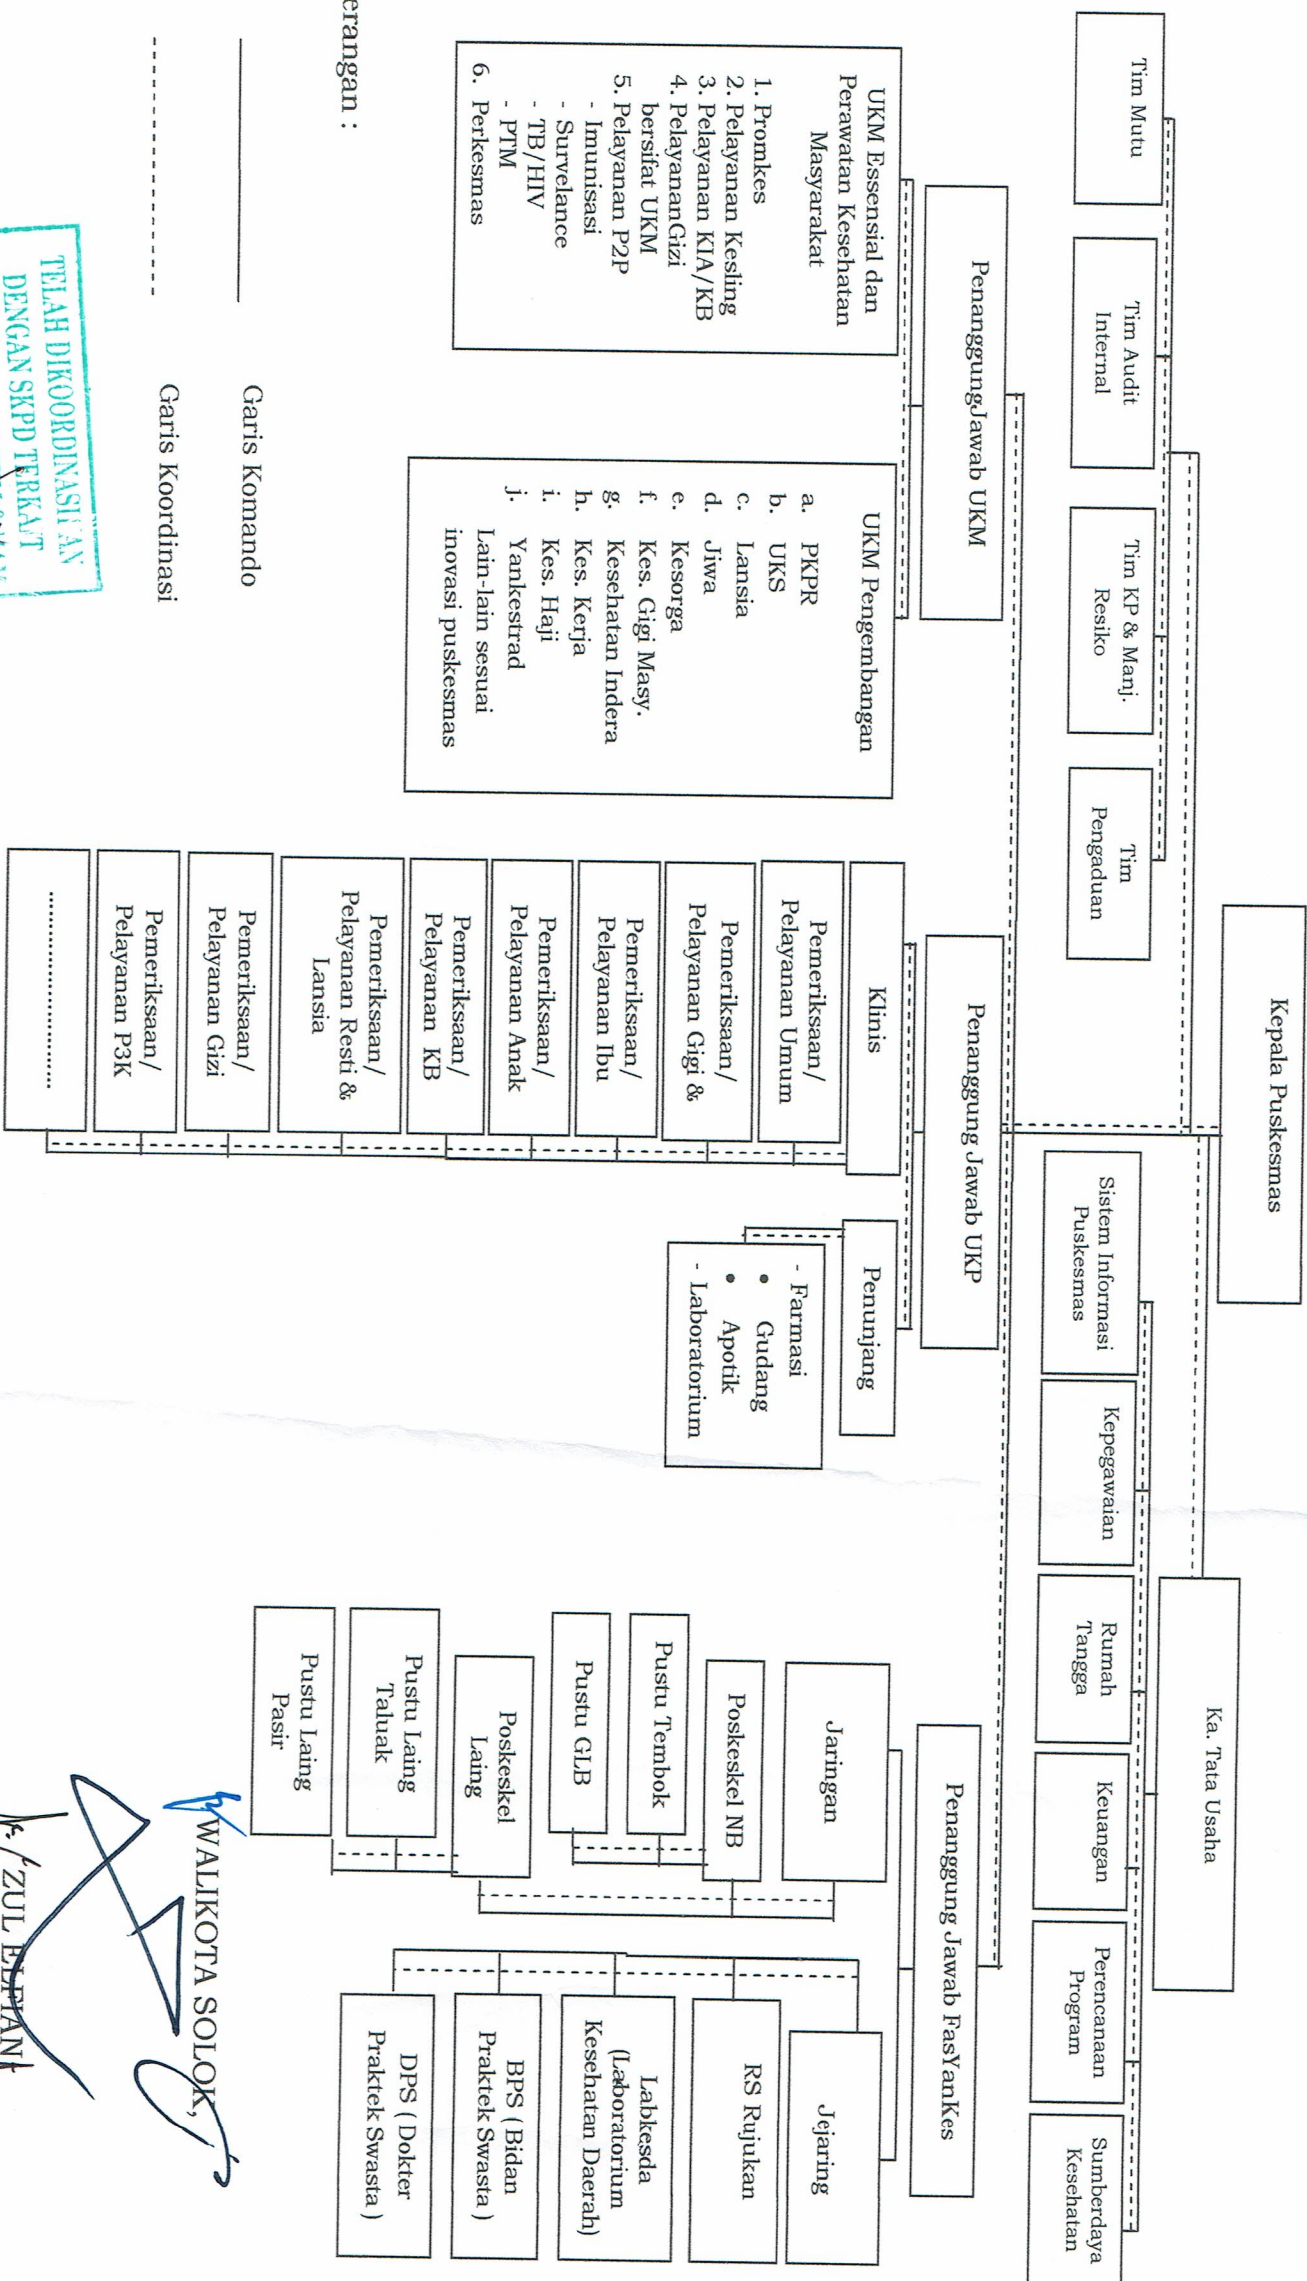 Kepala Puskesmas
Ka. Tata Usaha
Tim Mutu
Tim Audit
Internal
Tim KP & Manj.
Resiko
Tim
Pengaduan
Sistem Informasi
Puskesmas
Kepegawaian
Rumah
Tangga
Keuangan
Perencanaan
Program
Sumberdaya
Kesehatan
PenanggungJawab UKM
Penanggung Jawab UKP
Penanggung Jawab FasYanKes
UKM Essensial dan
Perawatan Kesehatan
Masyarakat
1. Promkes
2. Pelayanan Kesling
3. Pelayanan KIA/KB
4. PelayananGizi
bersifat UKM
5. Pelayanan P2P
- Imunisasi
- Survelance
- TB/HIV
- PTM
6. Perkesmas
UKM Pengembangan
a. PKPR
b. UKS
c. Lansia
d. Jiwa
e. Kesorga
f. Kes. Gigi Masy.
g. Kesehatan Indera
h. Kes. Kerja
i. Kes. Haji
j. Yankestrad
Lain-lain sesuai
inovasi puskesmas
Klinis
Pemeriksaan/
Pelayanan Umum
Pemeriksaan/
Pelayanan Gigi &
Pemeriksaan/
Pelayanan Ibu
Pemeriksaan/
Pelayanan Anak
Pemeriksaan/
Pelayanan KB
Pemeriksaan/
Pelayanan Resti &
Lansia
Pemeriksaan/
Pelayanan Gizi
Pemeriksaan/
Pelayanan P3K
..............................
Penunjang
- Farmasi
• Gudang
• Apotik
- Laboratorium
Jaringan
Poskeskel NB
Pustu Tembok
Pustu GLB
Poskeskel
Laing
Pustu Laing
Taluak
Pustu Laing
Pasir
Jejaring
RS Rujukan
Labkesda
(Laboratorium
Kesehatan Daerah)
BPS ( Bidan
Praktek Swasta )
DPS ( Dokter
Praktek Swasta )
erangan :
Garis Komando
Garis Koordinasi
TELAH DIKOORDINASIKAN
DENGAN SKPD TERKAIT
WALIKOTA SOLOK,
ZUL ELFIAN